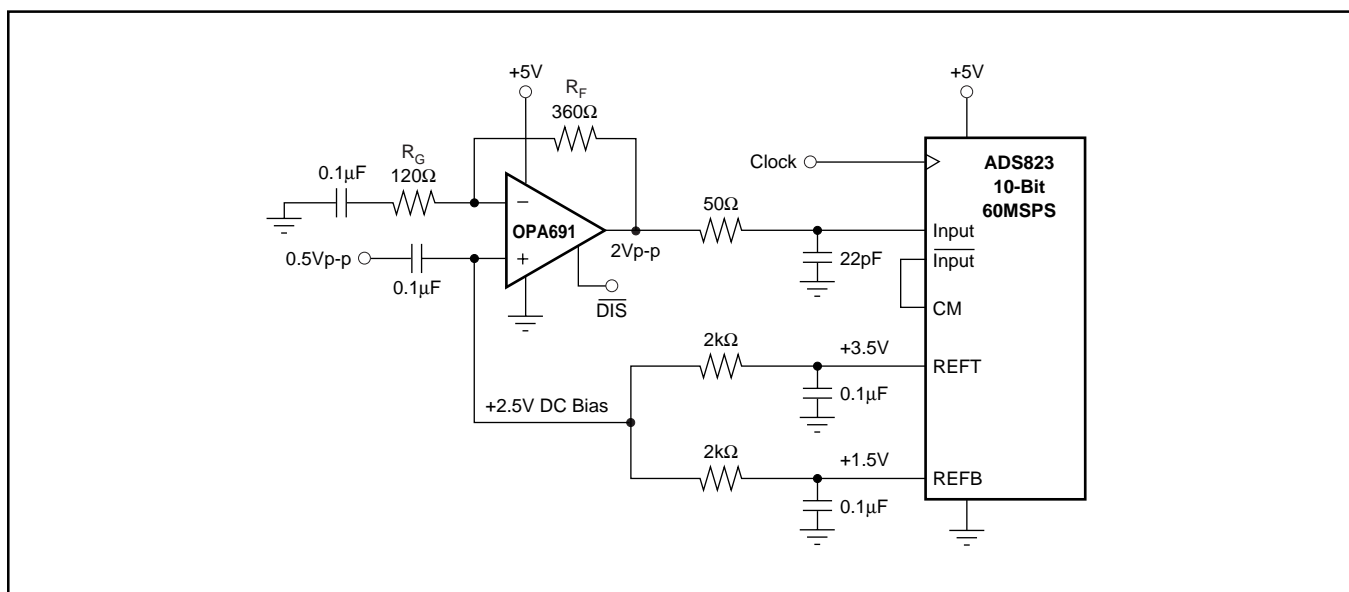 +5V
R_F
360Ω
R_G
120Ω
0.1µF
−
OPA691
+
0.5Vp-p
0.1µF
2Vp-p
DIS
50Ω
22pF
+5V
Clock
ADS823
10-Bit
60MSPS
Input
Input
CM
REFT
REFB
2kΩ
+3.5V
0.1µF
+2.5V DC Bias
2kΩ
+1.5V
0.1µF